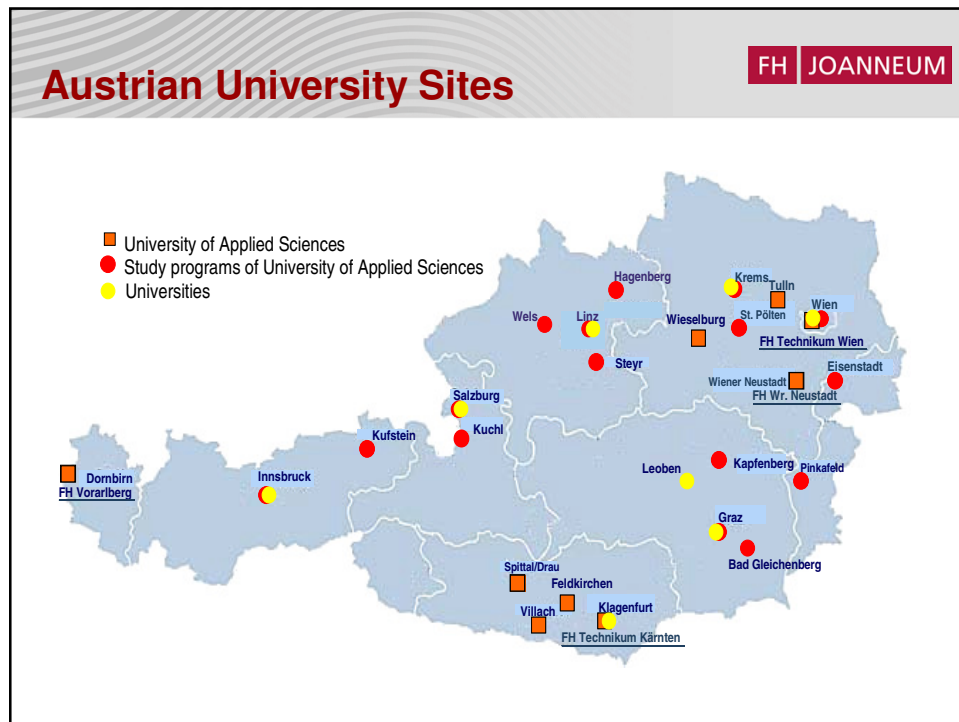 Austrian University Sites
FH JOANNEUM
University of Applied Sciences
Study programs of University of Applied Sciences
Universities
Hagenberg
Krems
Tulln
Wels
Linz
Wieselburg
St. Pölten
Wien
FH Technikum Wien
Steyr
Eisenstadt
Wiener Neustadt
FH Wr. Neustadt
Salzburg
Kuchl
Kufstein
Dornbirn
FH Vorarlberg
Innsbruck
Leoben
Kapfenberg
Pinkafeld
Graz
Bad Gleichenberg
Spittal/Drau
Feldkirchen
Villach
Klagenfurt
FH Technikum Kärnten